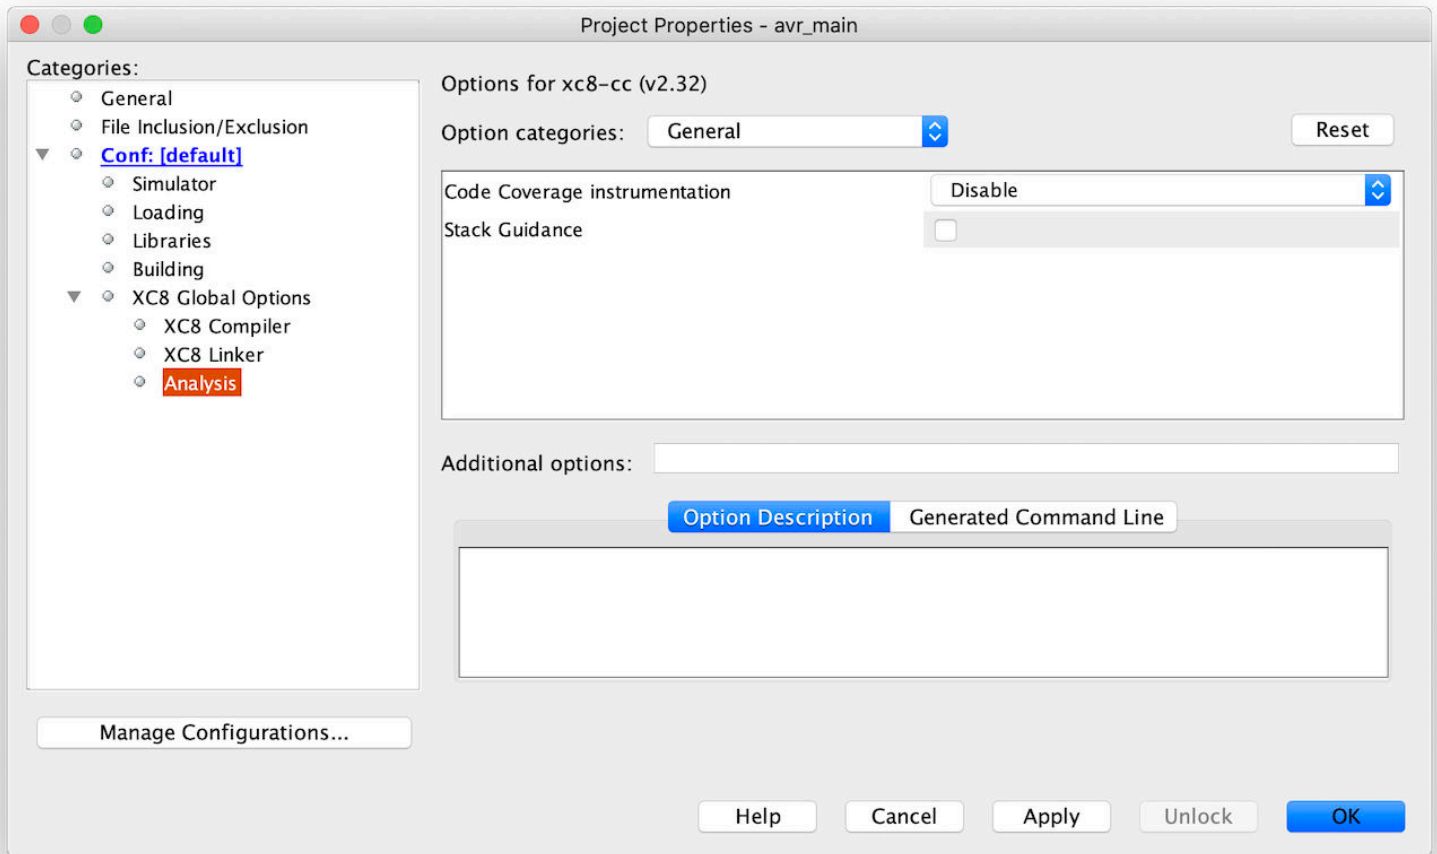 Project Properties - avr_main
Categories:
General
File Inclusion/Exclusion
Conf: [default]
Simulator
Loading
Libraries
Building
XC8 Global Options
XC8 Compiler
XC8 Linker
Analysis
Manage Configurations...
Options for xc8-cc (v2.32)
Option categories: General Reset
Code Coverage instrumentation Disable
Stack Guidance
Additional options:
Option Description Generated Command Line
Help Cancel Apply Unlock OK